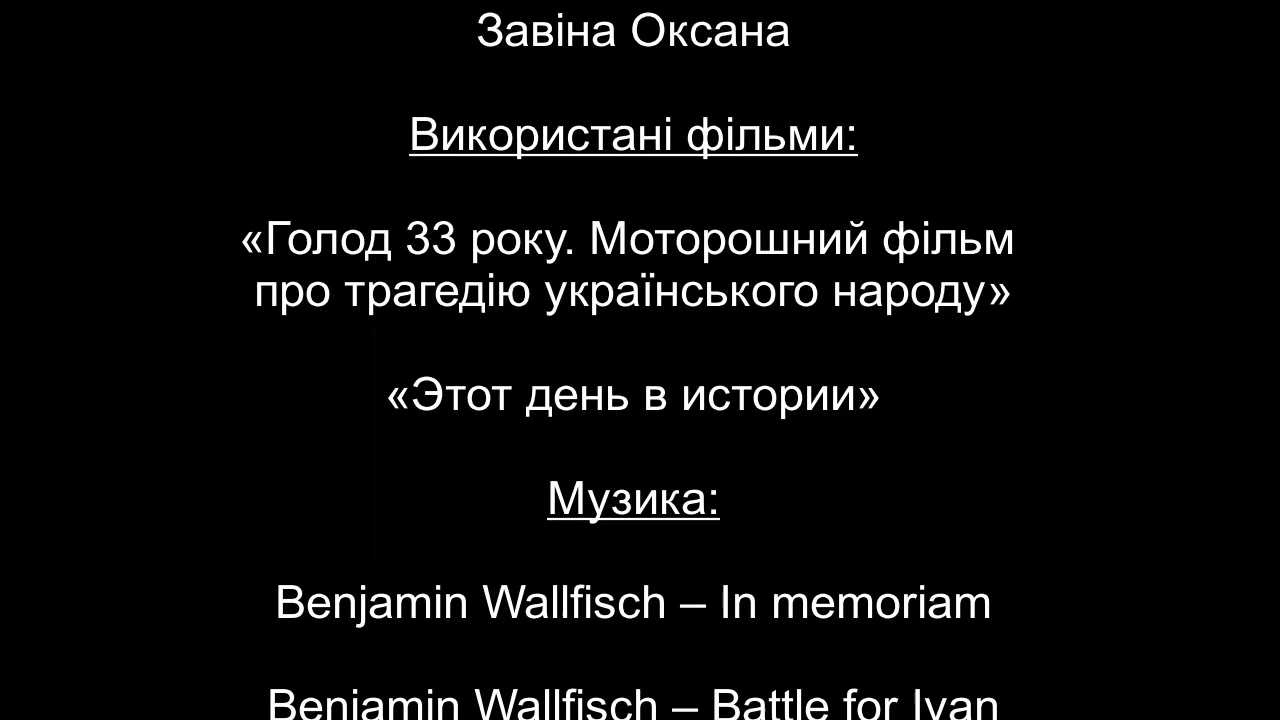 Завіна Оксана
Використані фільми:
«Голод 33 року. Моторошний фільм
про трагедію українського народу»
«Этот день в истории»
Музика:
Benjamin Wallfisch – In memoriam
Benjamin Wallfisch – Battle for Ivan